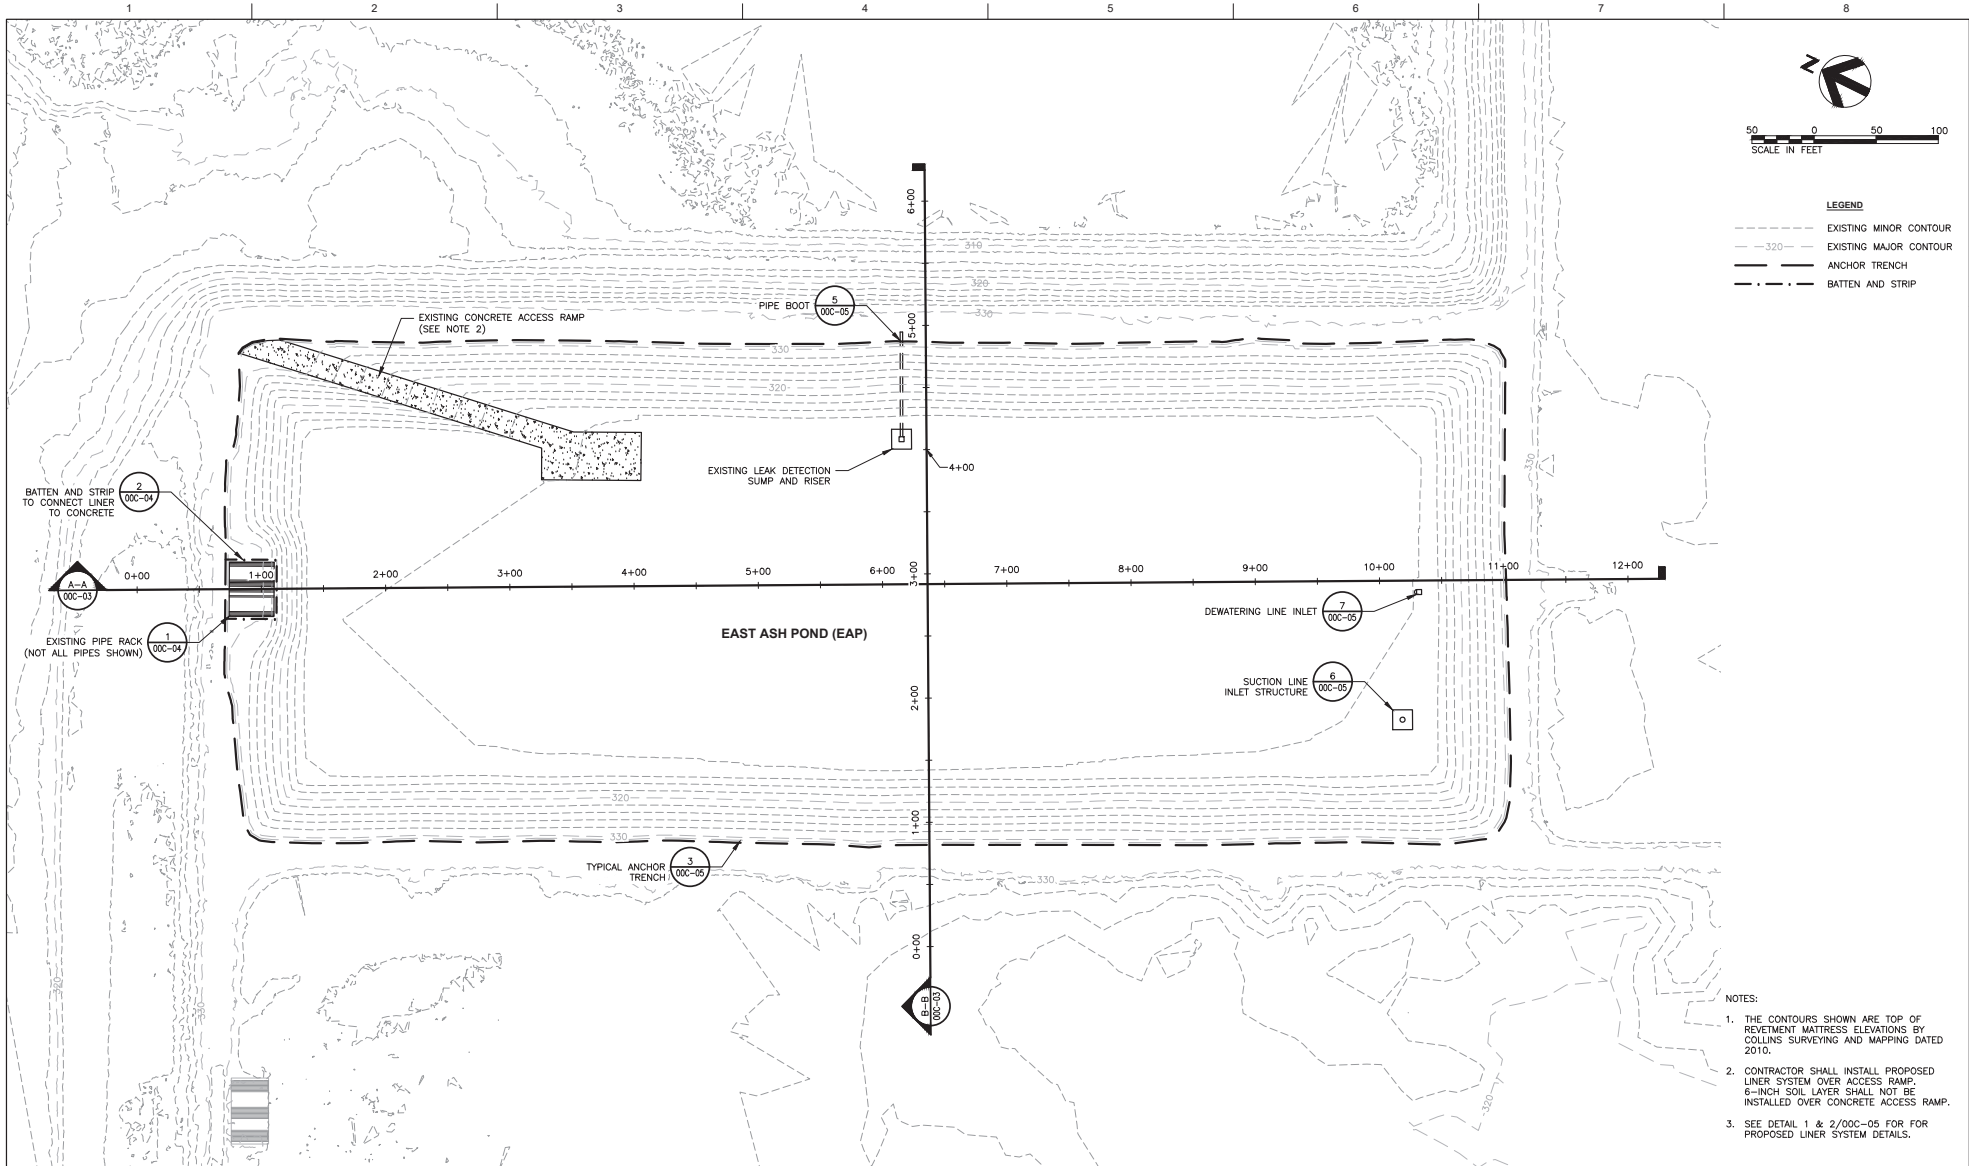 1 2 3 4 5 6 7 8
N
50 0 50 100
SCALE IN FEET
LEGEND
EXISTING MINOR CONTOUR
320 EXISTING MAJOR CONTOUR
ANCHOR TRENCH
BATTEN AND STRIP
6+00
310
320
330
5
00C-05
PIPE BOOT
5+00
EXISTING CONCRETE ACCESS RAMP
(SEE NOTE 2)
330
320
EXISTING LEAK DETECTION
SUMP AND RISER
4+00
330
2
00C-04
BATTEN AND STRIP
TO CONNECT LINER
TO CONCRETE
A-A
00C-03
0+00 1+00 2+00 3+00 4+00 5+00 6+00 7+00 8+00 9+00 10+00 11+00 12+00
3+00
1
00C-04
EXISTING PIPE RACK
(NOT ALL PIPES SHOWN)
EAST ASH POND (EAP)
DEWATERING LINE INLET
7
00C-05
SUCTION LINE
INLET STRUCTURE
6
00C-05
2+00
320
1+00
330
TYPICAL ANCHOR
TRENCH
3
00C-05
330
0+00
320
330
B-B
00C-03
320
NOTES:
1. THE CONTOURS SHOWN ARE TOP OF
REVETMENT MATTRESS ELEVATIONS BY
COLLINS SURVEYING AND MAPPING DATED
2010.
2. CONTRACTOR SHALL INSTALL PROPOSED
LINER SYSTEM OVER ACCESS RAMP.
6-INCH SOIL LAYER SHALL NOT BE
INSTALLED OVER CONCRETE ACCESS RAMP.
3. SEE DETAIL 1 & 2/00C-05 FOR FOR
PROPOSED LINER SYSTEM DETAILS.